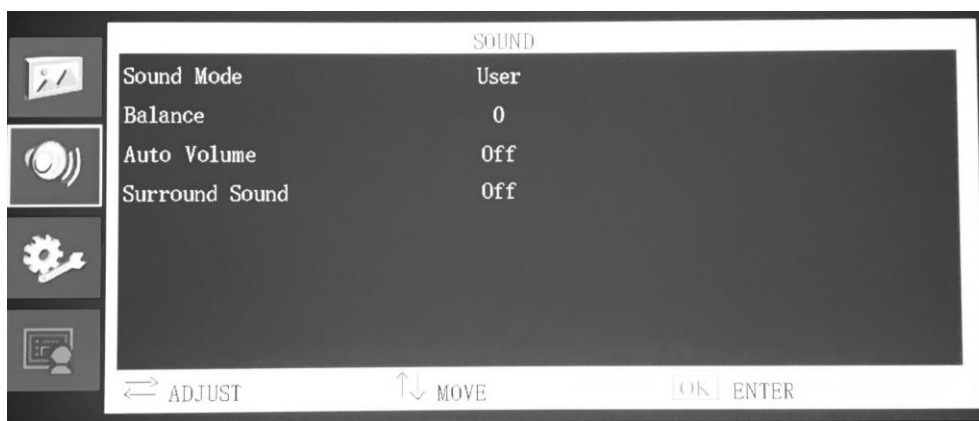 SOUND
Sound Mode User
Balance 0
Auto Volume Off
Surround Sound Off
ADJUST MOVE OK ENTER